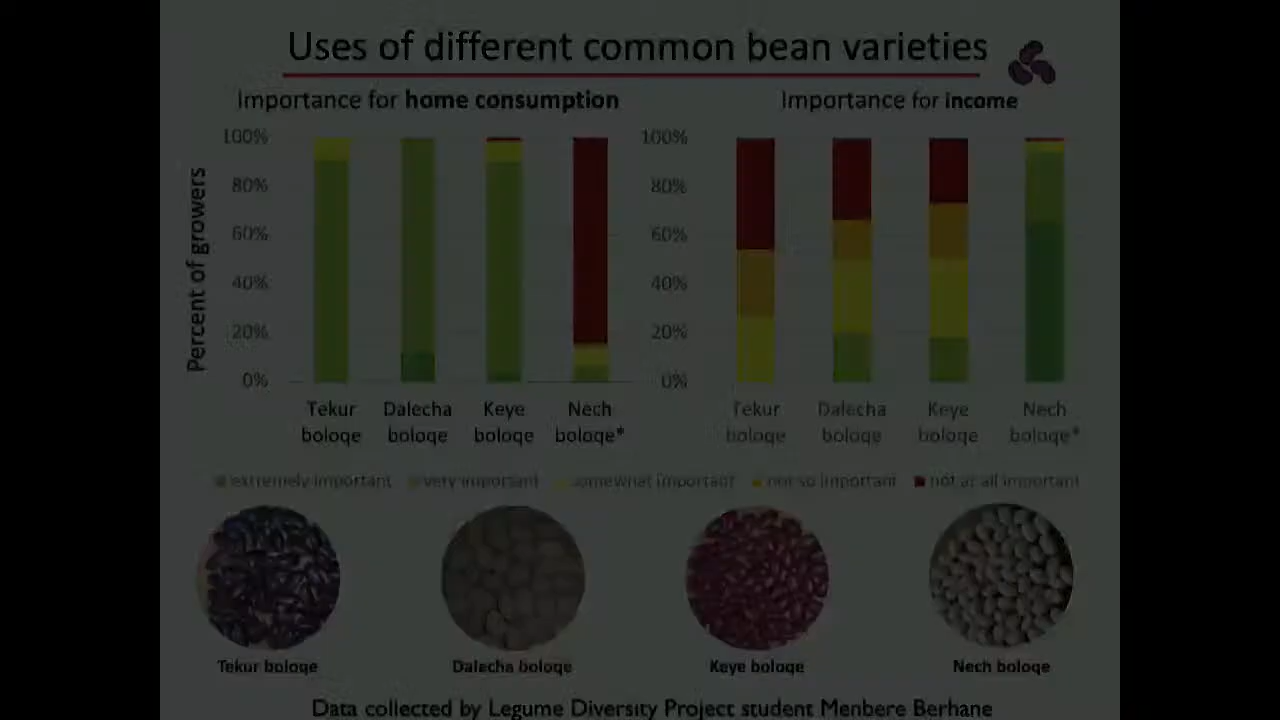 Uses of different common bean varieties
Importance for home consumption
Importance for income
Percent of growers
100%
80%
60%
40%
20%
0%
Tekur boloqe
Dalecha boloqe
Keye boloqe
Nech boloqe*
100%
80%
60%
40%
20%
0%
Tekur boloqe
Dalecha boloqe
Keye boloqe
Nech boloqe*
extremely important very important somewhat important not so important not at all important
Tekur boloqe
Dalecha boloqe
Keye boloqe
Nech boloqe
Data collected by Legume Diversity Project student Menbere Berhane